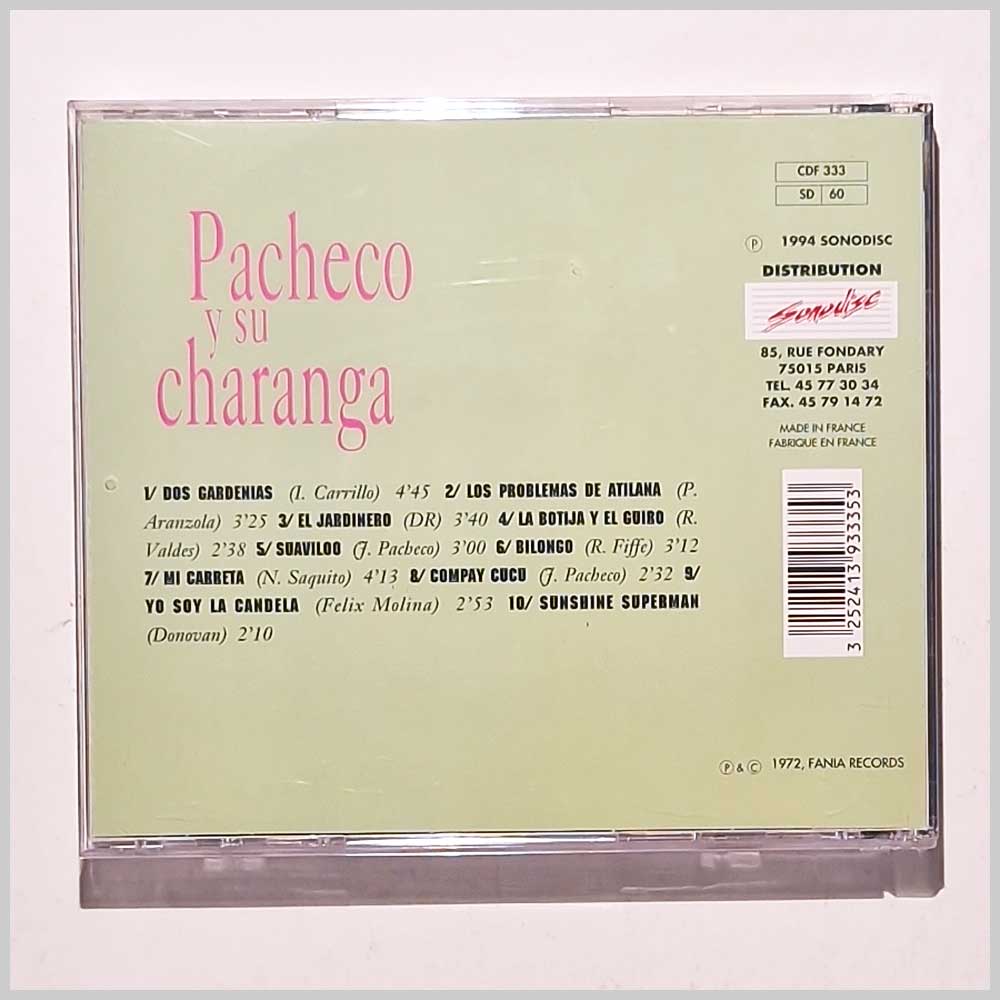 CDF 333
SD 60
Ⓟ 1994 SONODISC
DISTRIBUTION
Sonodisc
85, RUE FONDARY
75015 PARIS
TEL. 45 77 30 34
FAX. 45 79 14 72
MADE IN FRANCE
FABRIQUE EN FRANCE
Pacheco
y su
charanga
1/ DOS GARDENIAS (I. Carrillo) 4'45 2/ LOS PROBLEMAS DE ATILANA (P.
Aranzola) 3'25 3/ EL JARDINERO (DR) 3'40 4/ LA BOTIJA Y EL GUIRO (R.
Valdes) 2'38 5/ SUAVILOO (J. Pacheco) 3'00 6/ BILONGO (R. Fiffe) 3'12
7/ MI CARRETA (N. Saquito) 4'13 8/ COMPAY CUCU (J. Pacheco) 2'32 9/
YO SOY LA CANDELA (Felix Molina) 2'53 10/ SUNSHINE SUPERMAN
(Donovan) 2'10
3 252413 933353
Ⓟ & © 1972, FANIA RECORDS